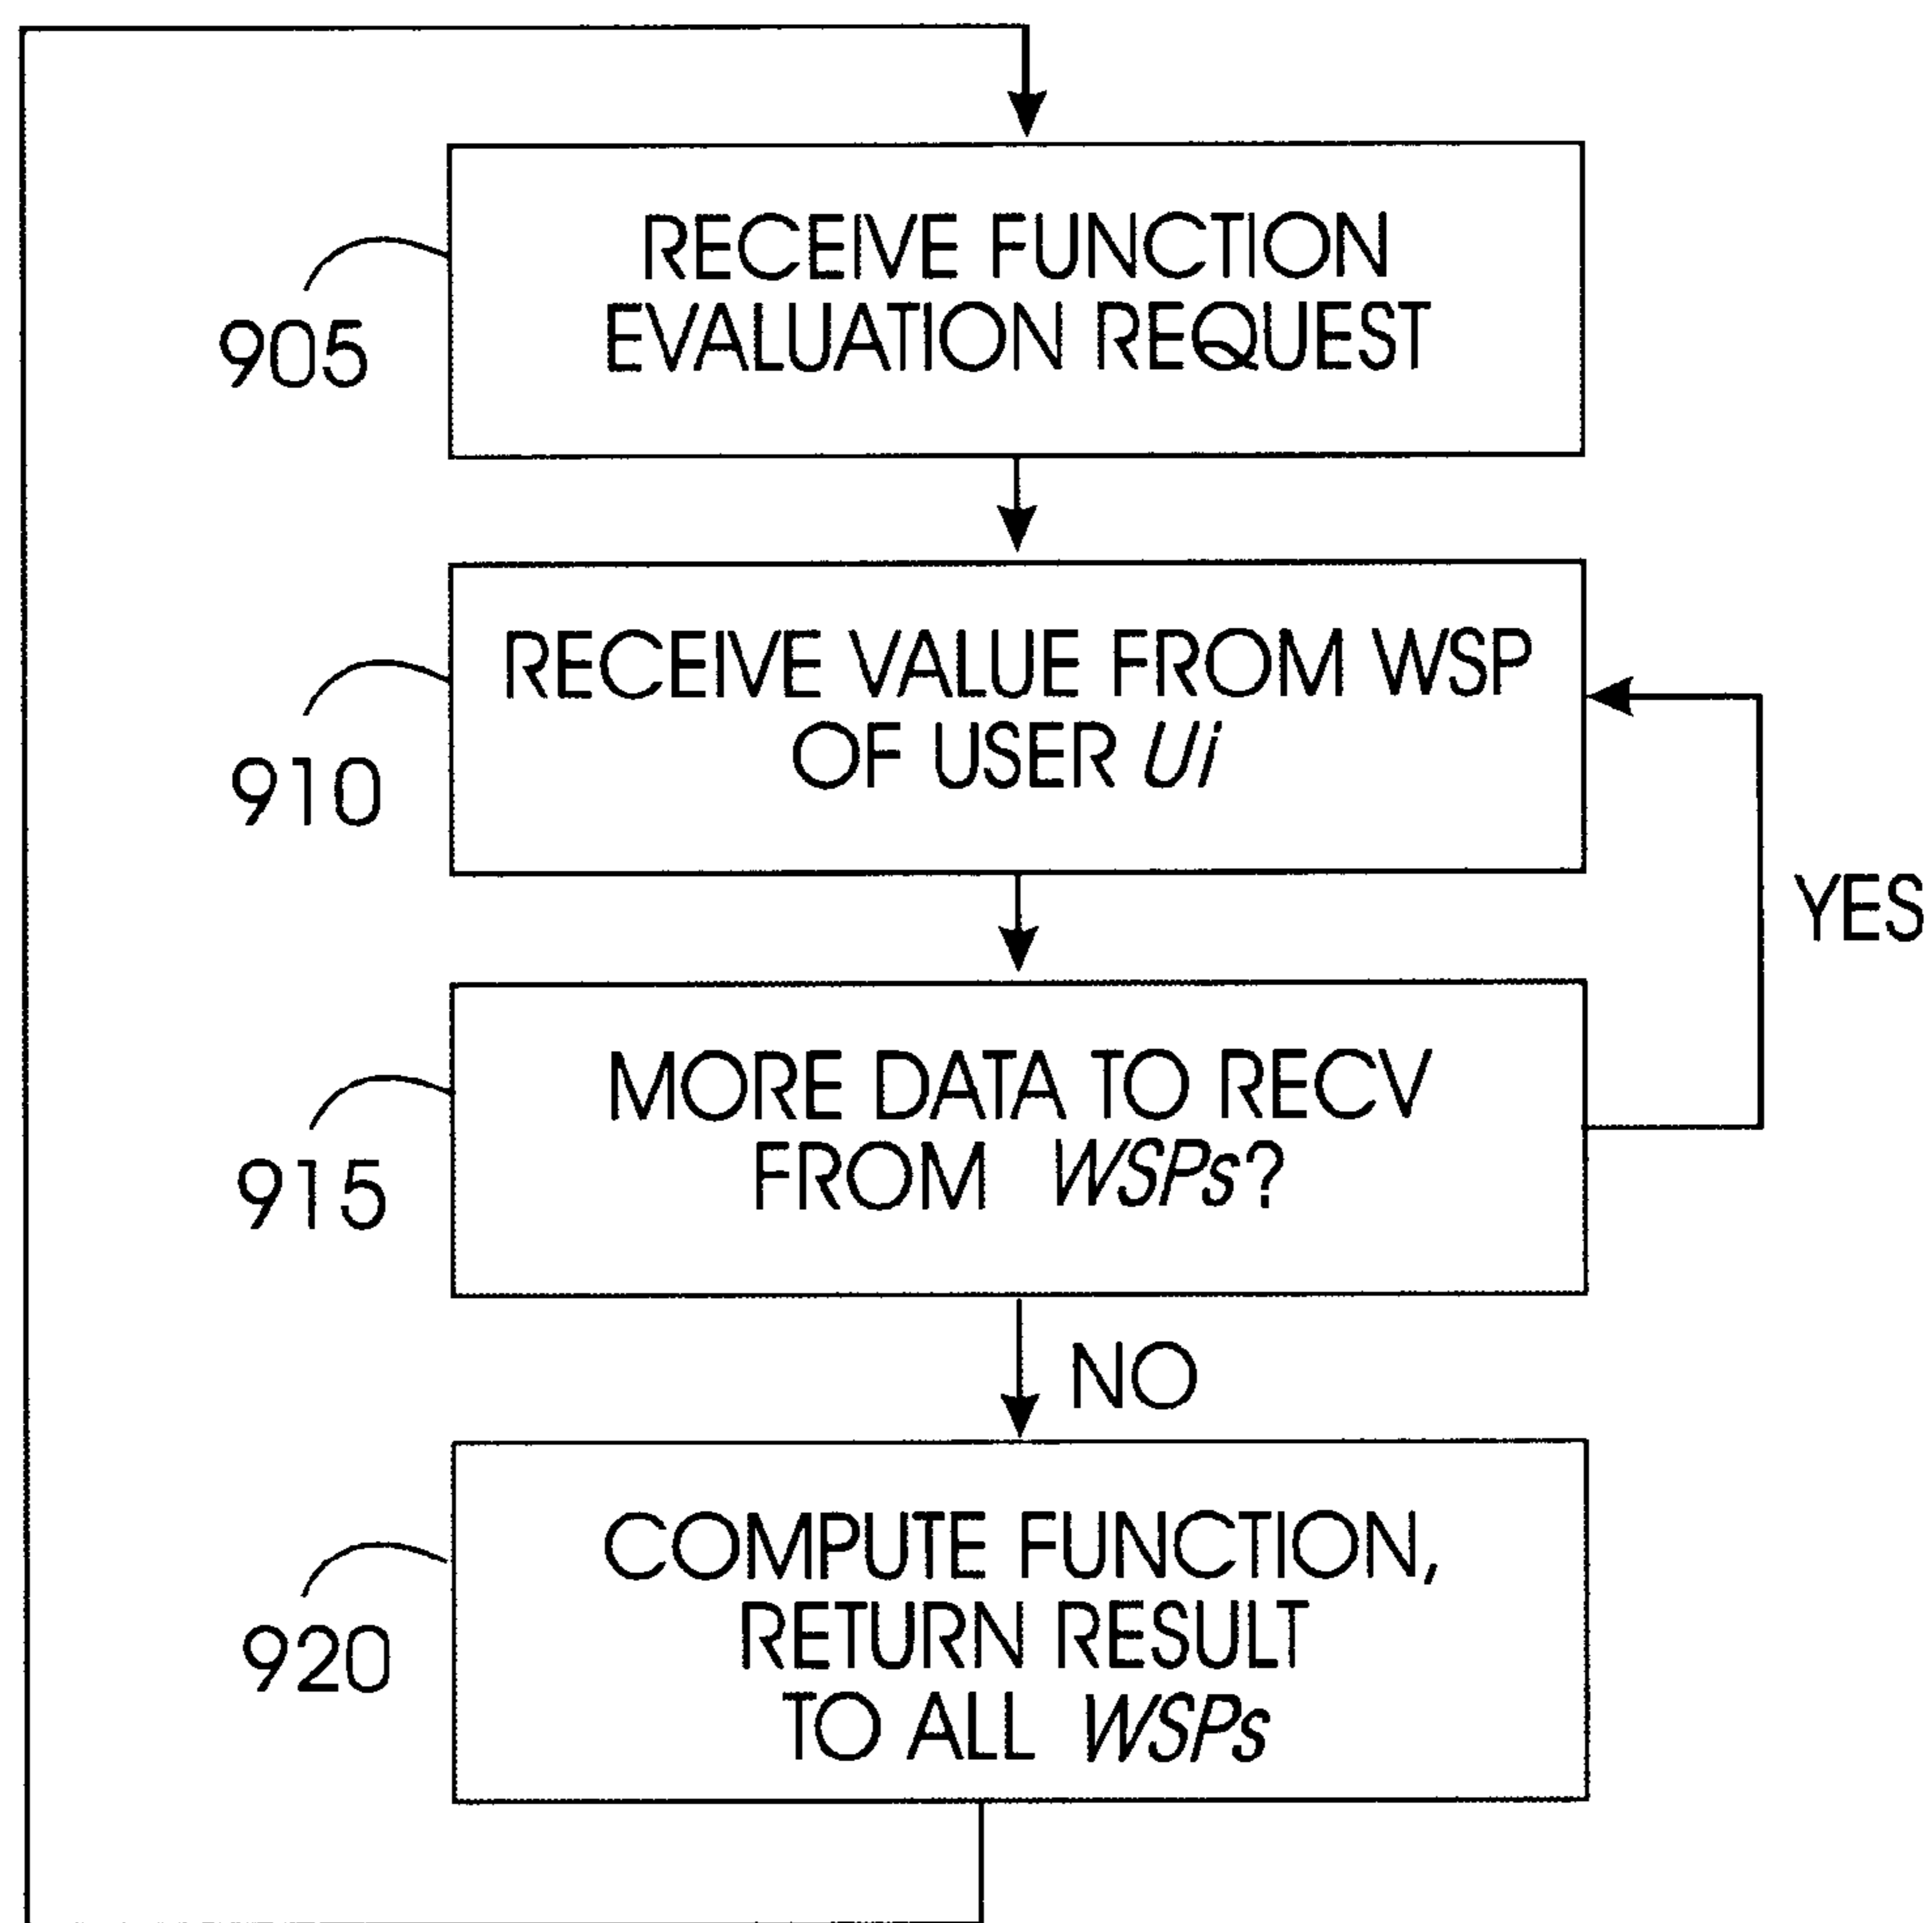 RECEIVE FUNCTION
EVALUATION REQUEST
905
RECEIVE VALUE FROM WSP
OF USER Ui
910
YES
MORE DATA TO RECV
FROM WSPs?
915
NO
COMPUTE FUNCTION,
RETURN RESULT
TO ALL WSPs
920